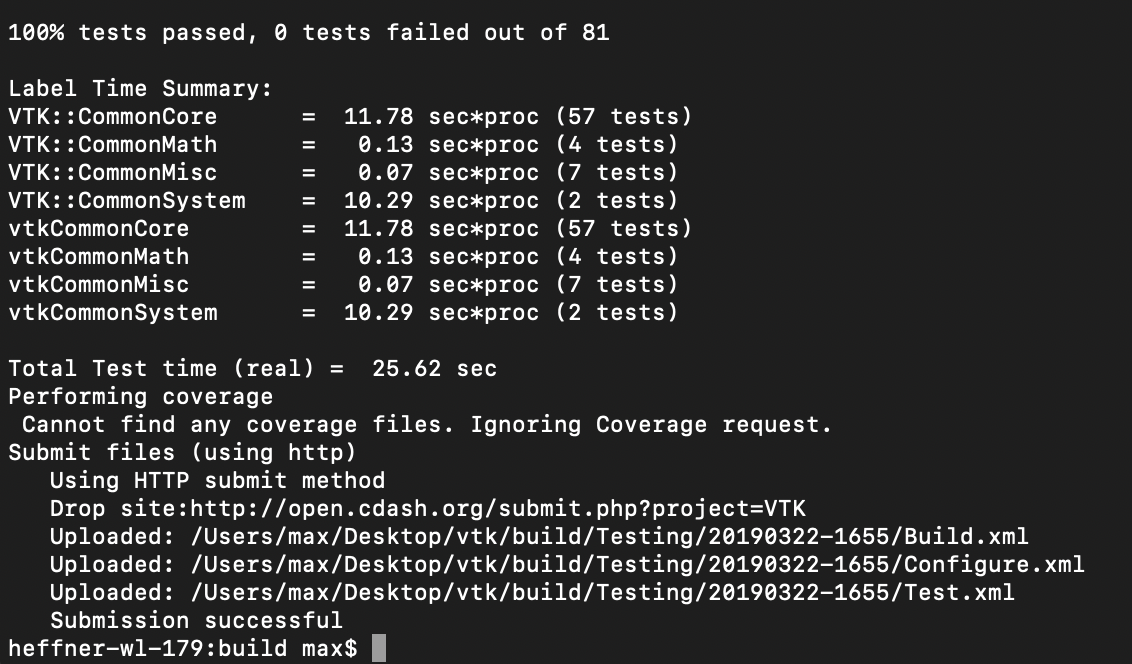 100% tests passed, 0 tests failed out of 81
Label Time Summary:
VTK::CommonCore      =  11.78 sec*proc (57 tests)
VTK::CommonMath      =   0.13 sec*proc (4 tests)
VTK::CommonMisc      =   0.07 sec*proc (7 tests)
VTK::CommonSystem    =  10.29 sec*proc (2 tests)
vtkCommonCore        =  11.78 sec*proc (57 tests)
vtkCommonMath        =   0.13 sec*proc (4 tests)
vtkCommonMisc        =   0.07 sec*proc (7 tests)
vtkCommonSystem      =  10.29 sec*proc (2 tests)
Total Test time (real) =  25.62 sec
Performing coverage
 Cannot find any coverage files. Ignoring Coverage request.
Submit files (using http)
   Using HTTP submit method
   Drop site:http://open.cdash.org/submit.php?project=VTK
   Uploaded: /Users/max/Desktop/vtk/build/Testing/20190322-1655/Build.xml
   Uploaded: /Users/max/Desktop/vtk/build/Testing/20190322-1655/Configure.xml
   Uploaded: /Users/max/Desktop/vtk/build/Testing/20190322-1655/Test.xml
   Submission successful
heffner-wl-179:build max$